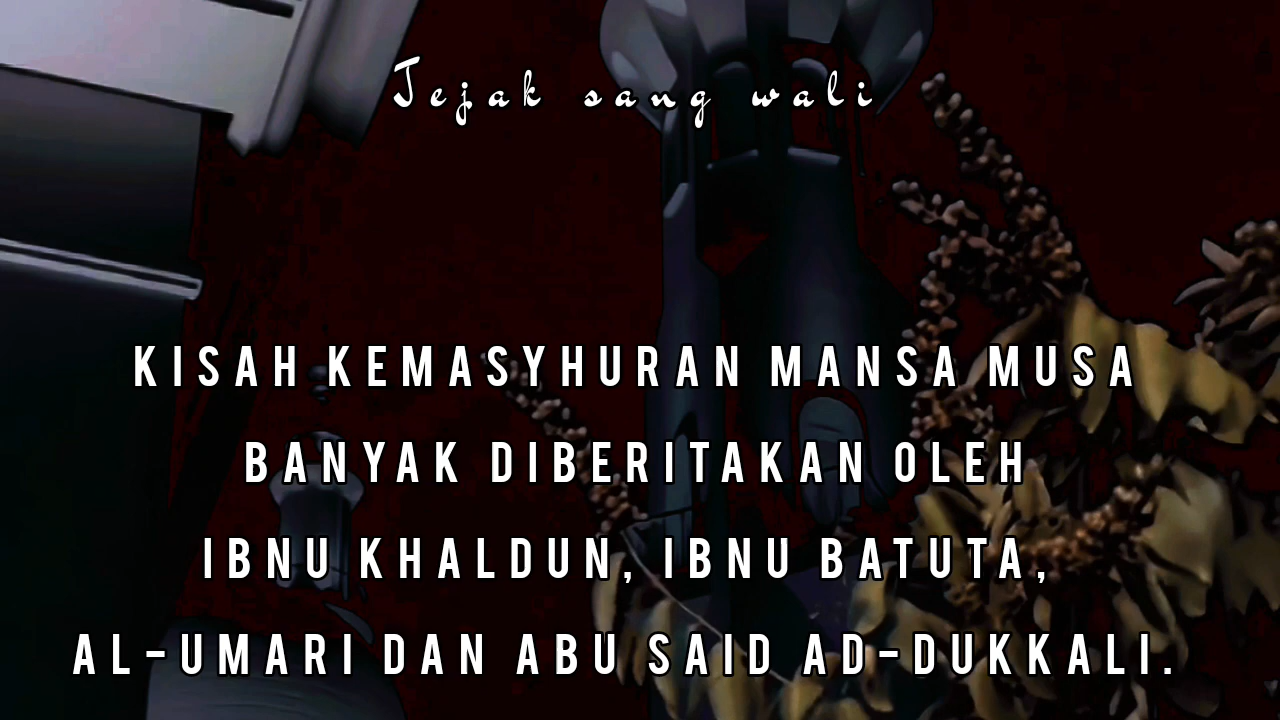 Jejak sang wali
KISAH KEMASYHURAN MANSA MUSA
BANYAK DIBERITAKAN OLEH
IBNU KHALDUN, IBNU BATUTA,
AL-UMARI DAN ABU SAID AD-DUKKALI.